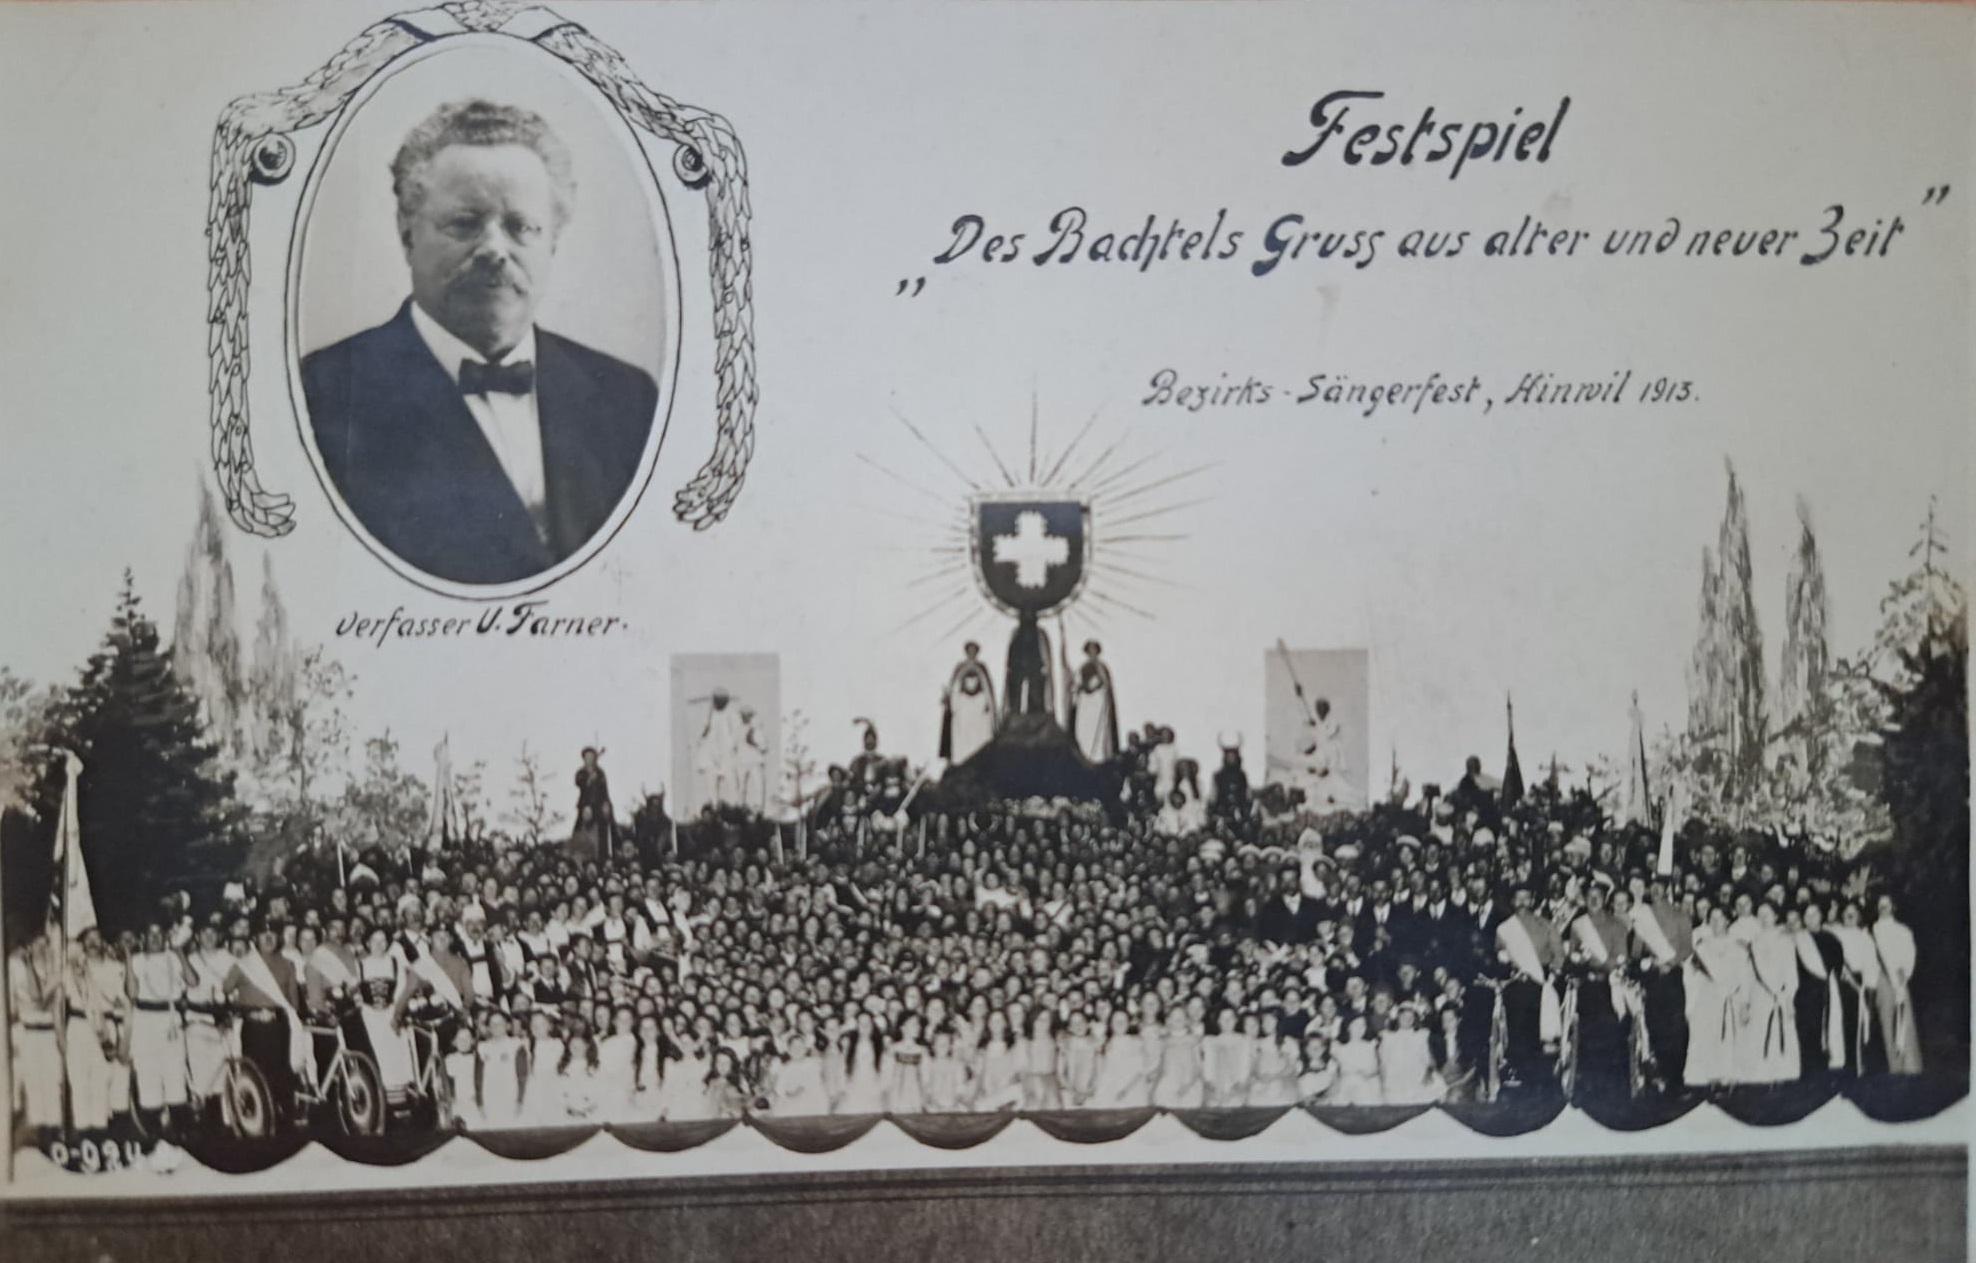 Festspiel
„Des Bachtels Gruss aus alter und neuer Zeit”
Bezirks-Sängerfest, Hinwil 1913.
Verfasser U. Farner.